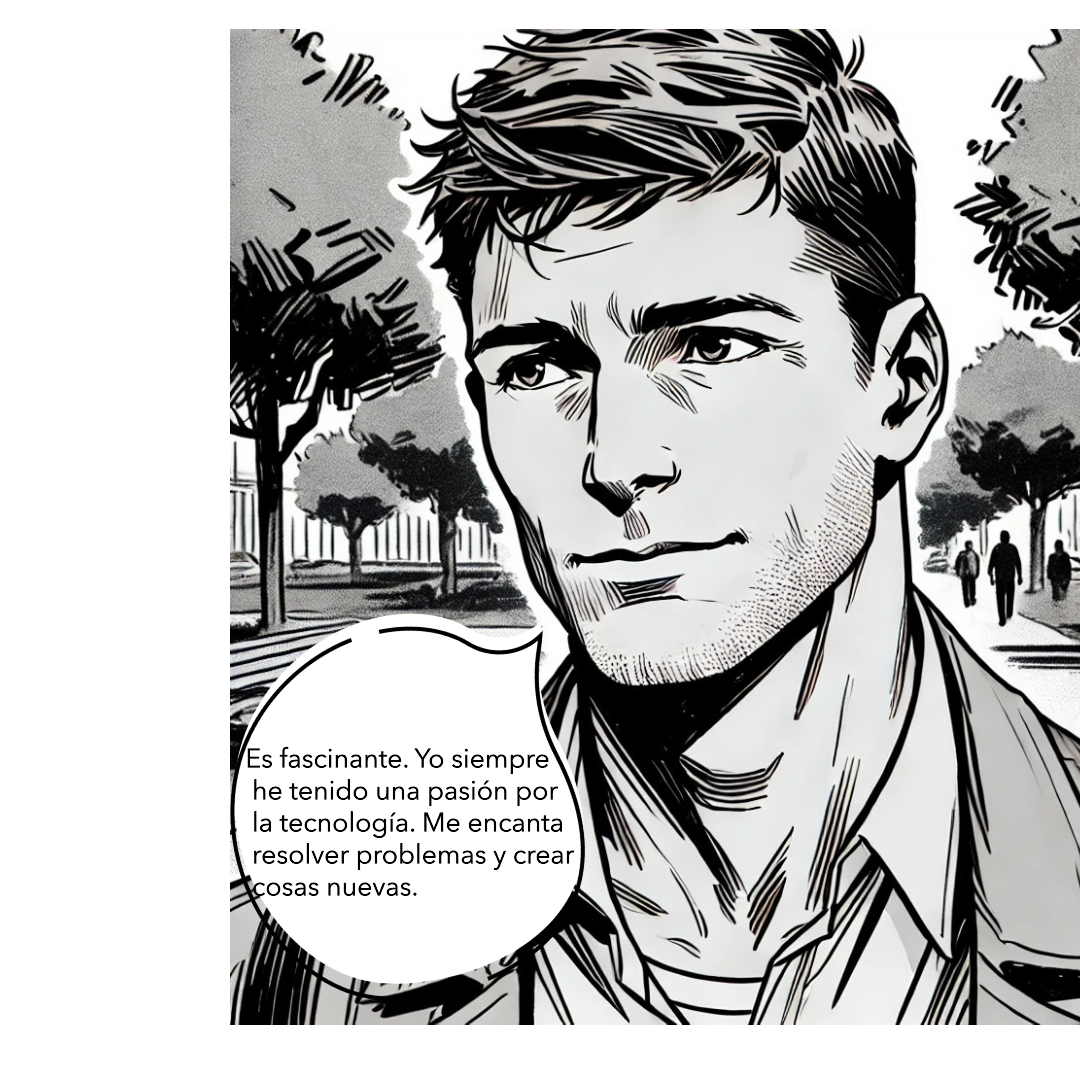 Es fascinante. Yo siempre
he tenido una pasión por
la tecnología. Me encanta
resolver problemas y crear
cosas nuevas.